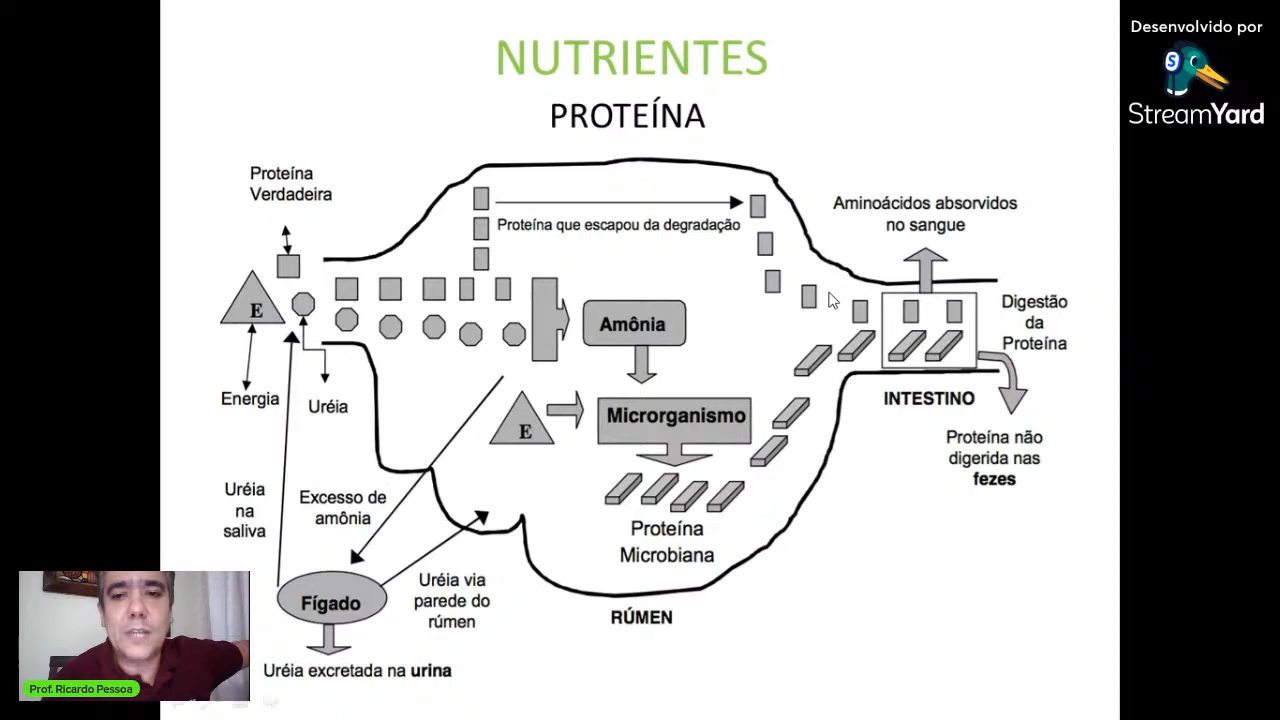 Desenvolvido por
StreamYard
NUTRIENTES
PROTEÍNA
Proteína
Verdadeira
Proteína que escapou da degradação
Aminoácidos absorvidos
no sangue
E
Amônia
Digestão
da
Proteína
Energia
Uréia
E
Microrganismo
INTESTINO
Proteína não
digerida nas
fezes
Uréia
na
saliva
Excesso de
amônia
Proteína
Microbiana
Fígado
Uréia via
parede do
rúmen
RÚMEN
Uréia excretada na urina
Prof. Ricardo Pessoa
S